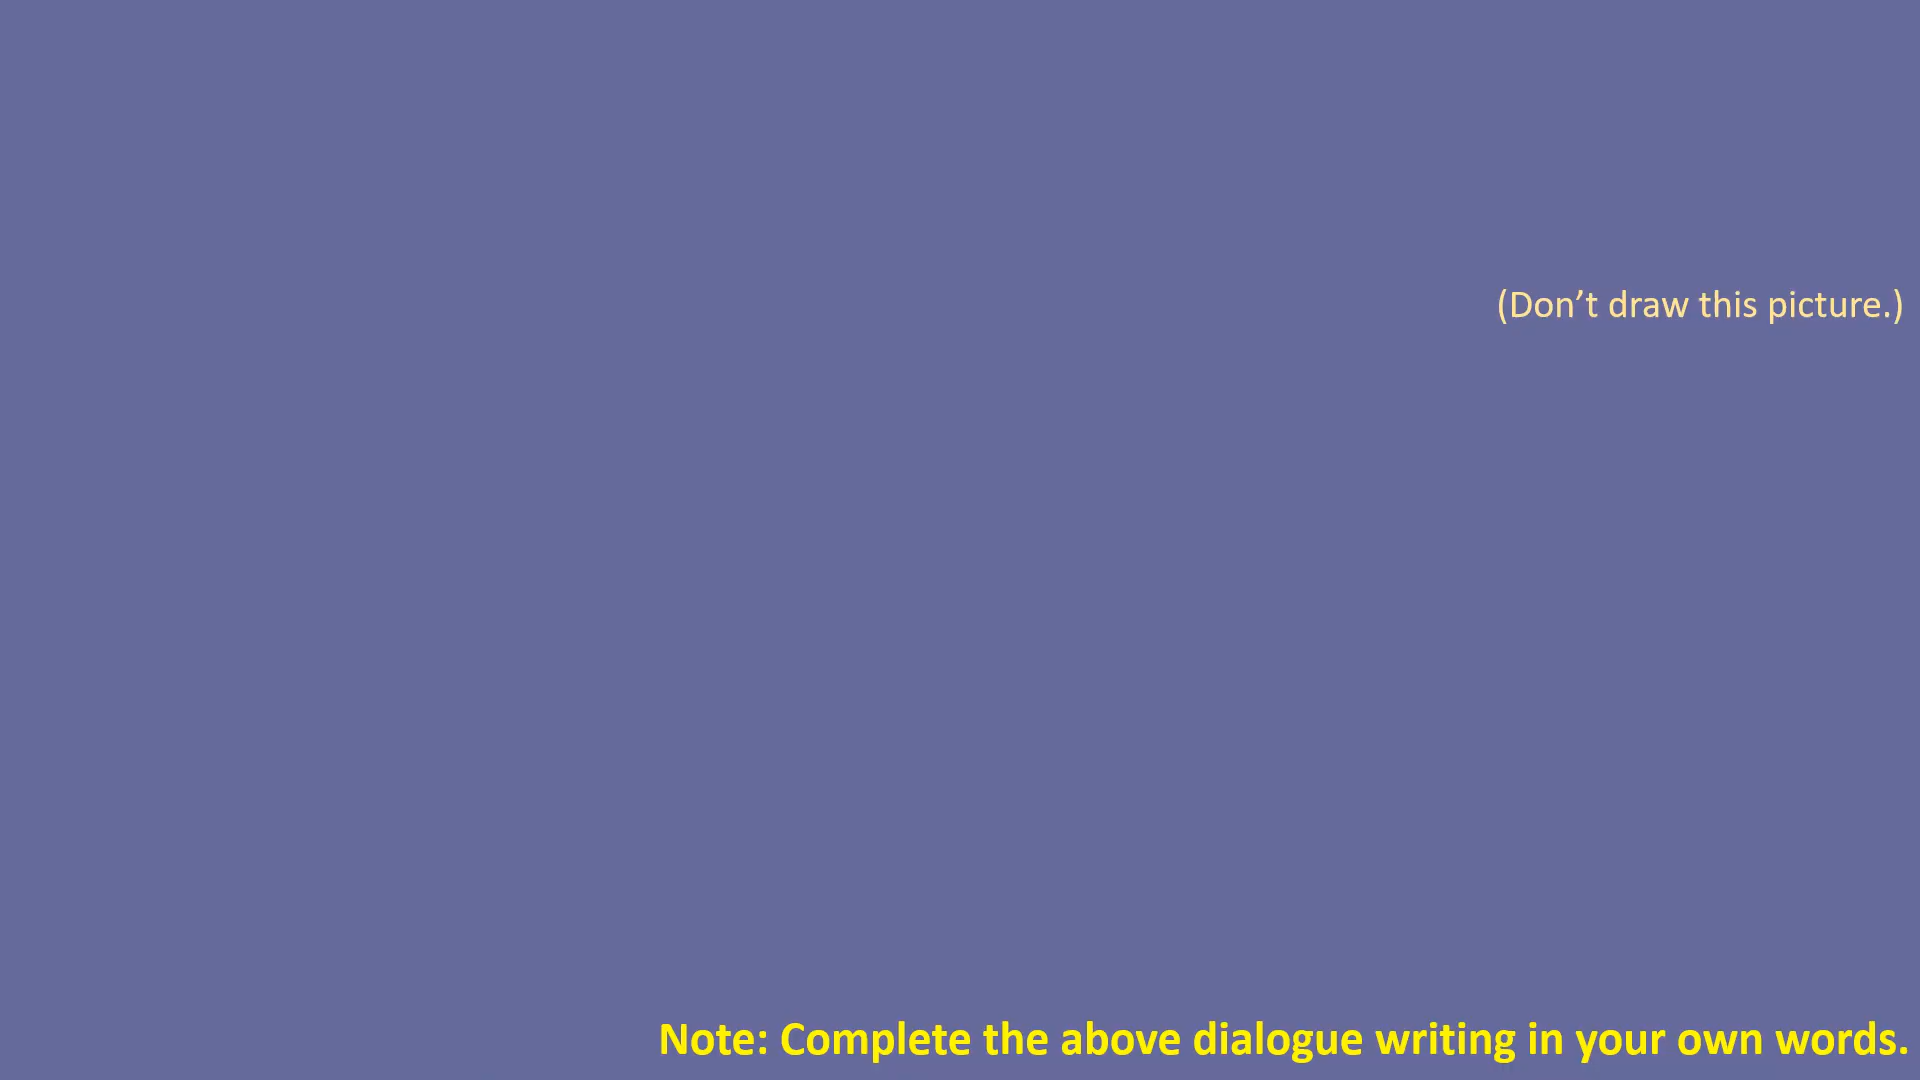 (Don’t draw this picture.)
Note: Complete the above dialogue writing in your own words.